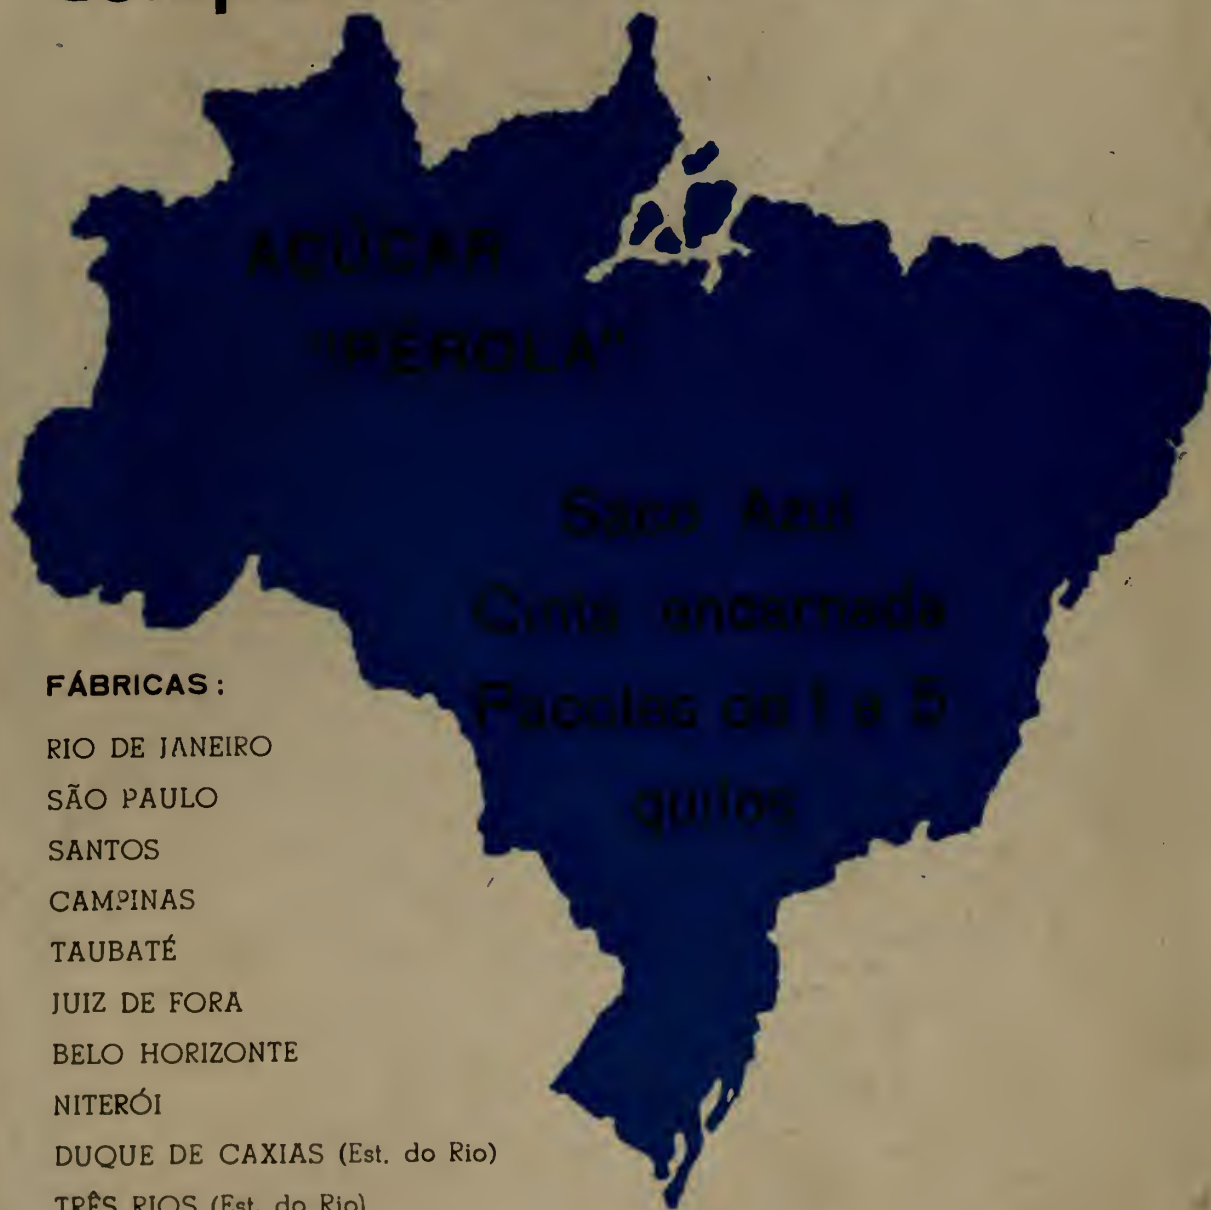 AÇÚCAR
"PÉROLA"
Saco Azul
Cinta encarnada
Pacotes de 1 e 5
quilos
FÁBRICAS:
RIO DE JANEIRO
SÃO PAULO
SANTOS
CAMPINAS
TAUBATÉ
JUIZ DE FORA
BELO HORIZONTE
NITERÓI
DUQUE DE CAXIAS (Est. do Rio)
TRÊS RIOS (Est. do Rio)